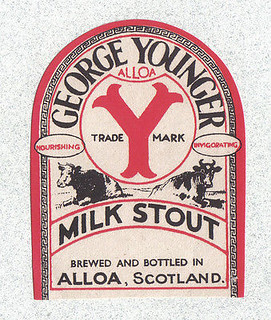 GEORGE YOUNGER
ALLOA
Y
TRADE MARK
NOURISHING
INVIGORATING
MILK STOUT
BREWED AND BOTTLED IN
ALLOA, SCOTLAND.